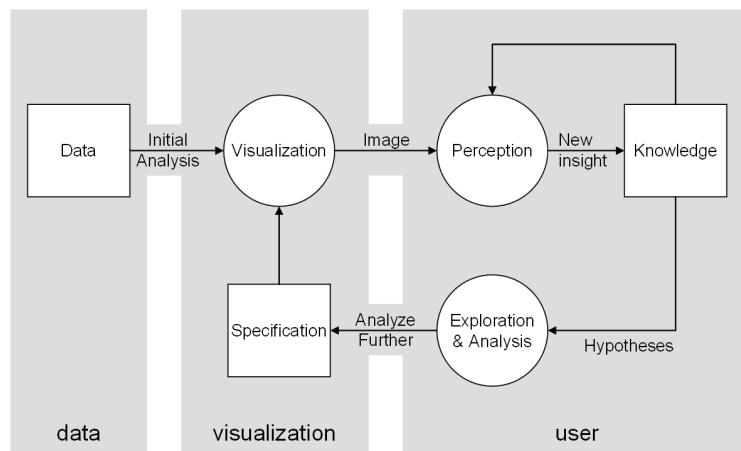 Data
Initial
Analysis
Visualization
Image
Perception
New
insight
Knowledge
Specification
Analyze
Further
Exploration
& Analysis
Hypotheses
data
visualization
user